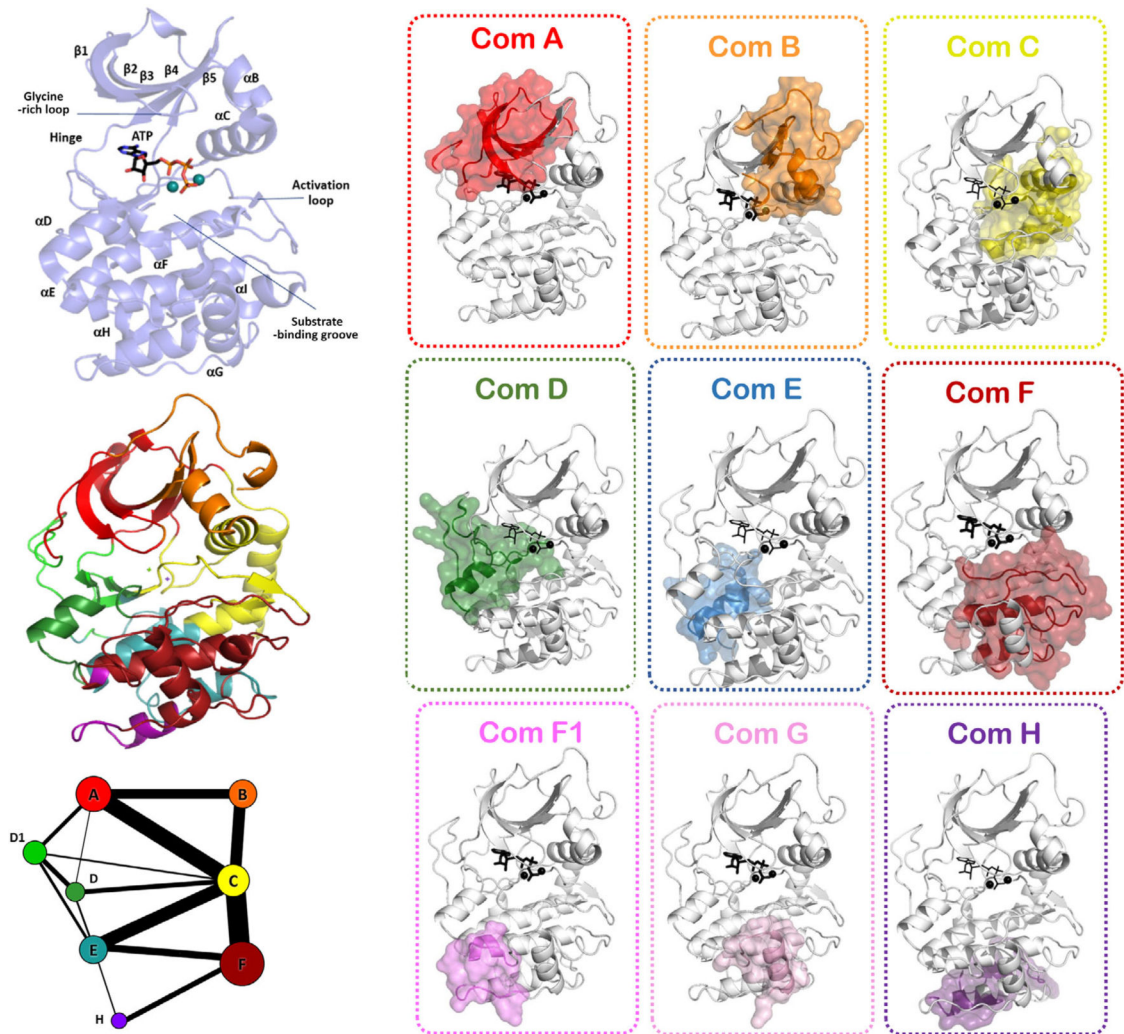 β1
β2
β3
β4
β5
αB
Glycine
-rich loop
αC
Hinge
ATP
Activation
loop
αD
αF
αE
αI
αH
Substrate
-binding groove
αG
A
B
D1
D
C
E
F
H
Com A
Com B
Com C
Com D
Com E
Com F
Com F1
Com G
Com H